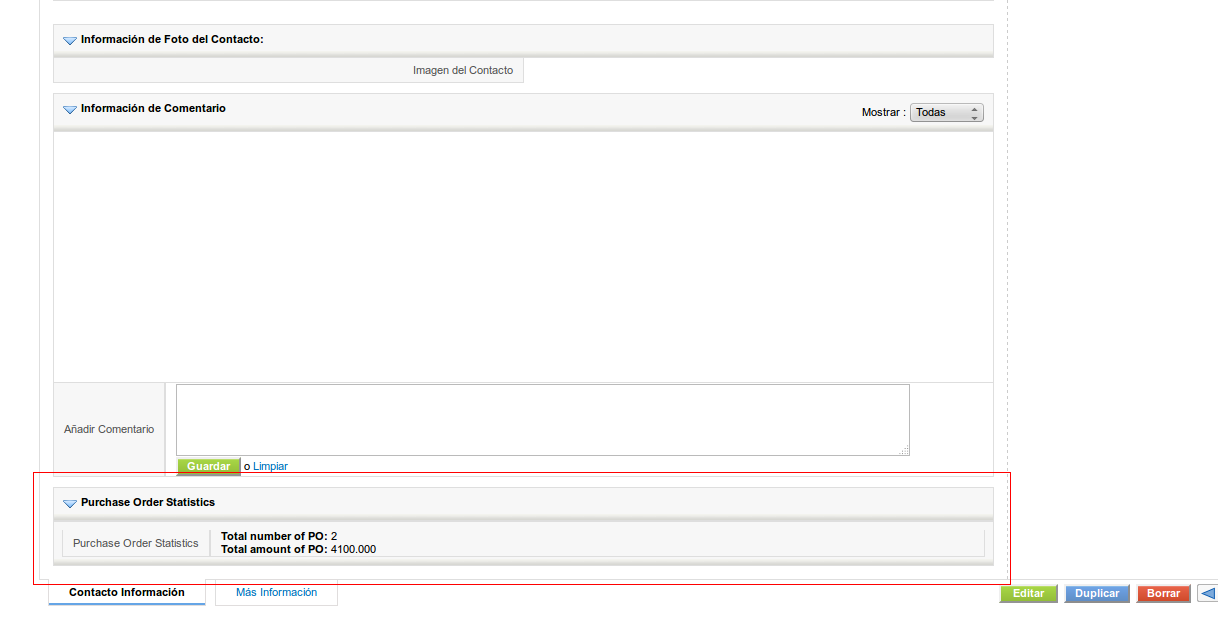 Información de Foto del Contacto:
Imagen del Contacto
Información de Comentario
Mostrar : Todas
Añadir Comentario
Guardar o Limpiar
Purchase Order Statistics
Purchase Order Statistics
Total number of PO: 2
Total amount of PO: 4100.000
Contacto Información Más Información
Editar Duplicar Borrar